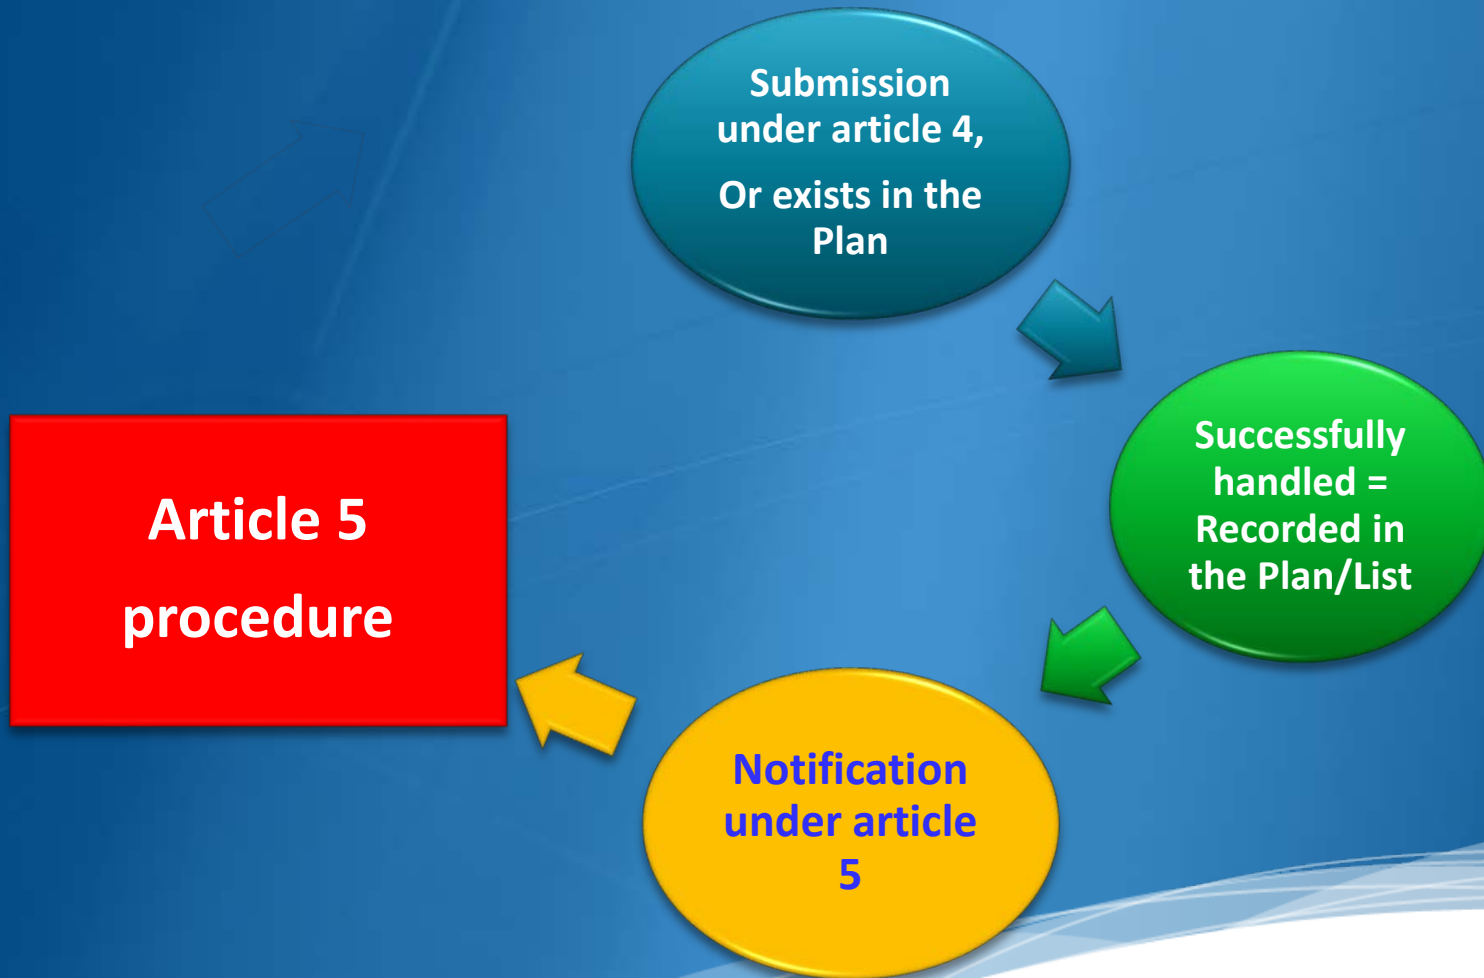 Submission
under article 4,
Or exists in the
Plan
Successfully
handled =
Recorded in
the Plan/List
Notification
under article
5
Article 5
procedure